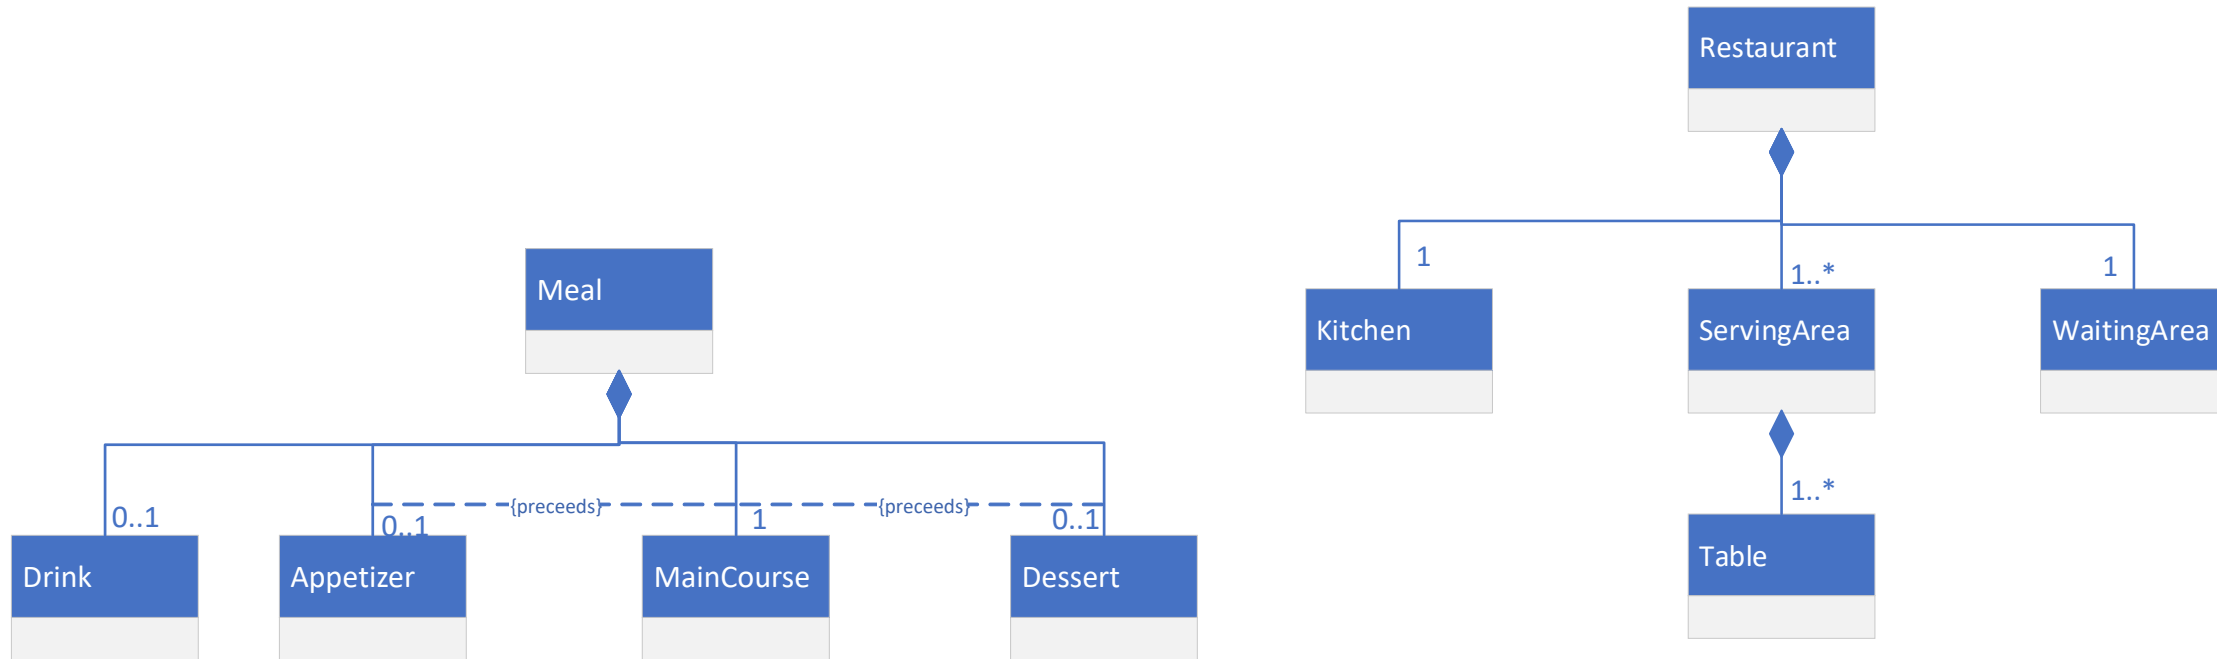 Restaurant
1
1..*
1
Meal
Kitchen
ServingArea
WaitingArea
1..*
{preceeds}
{preceeds}
0..1
0..1
1
0..1
Drink
Appetizer
MainCourse
Dessert
Table